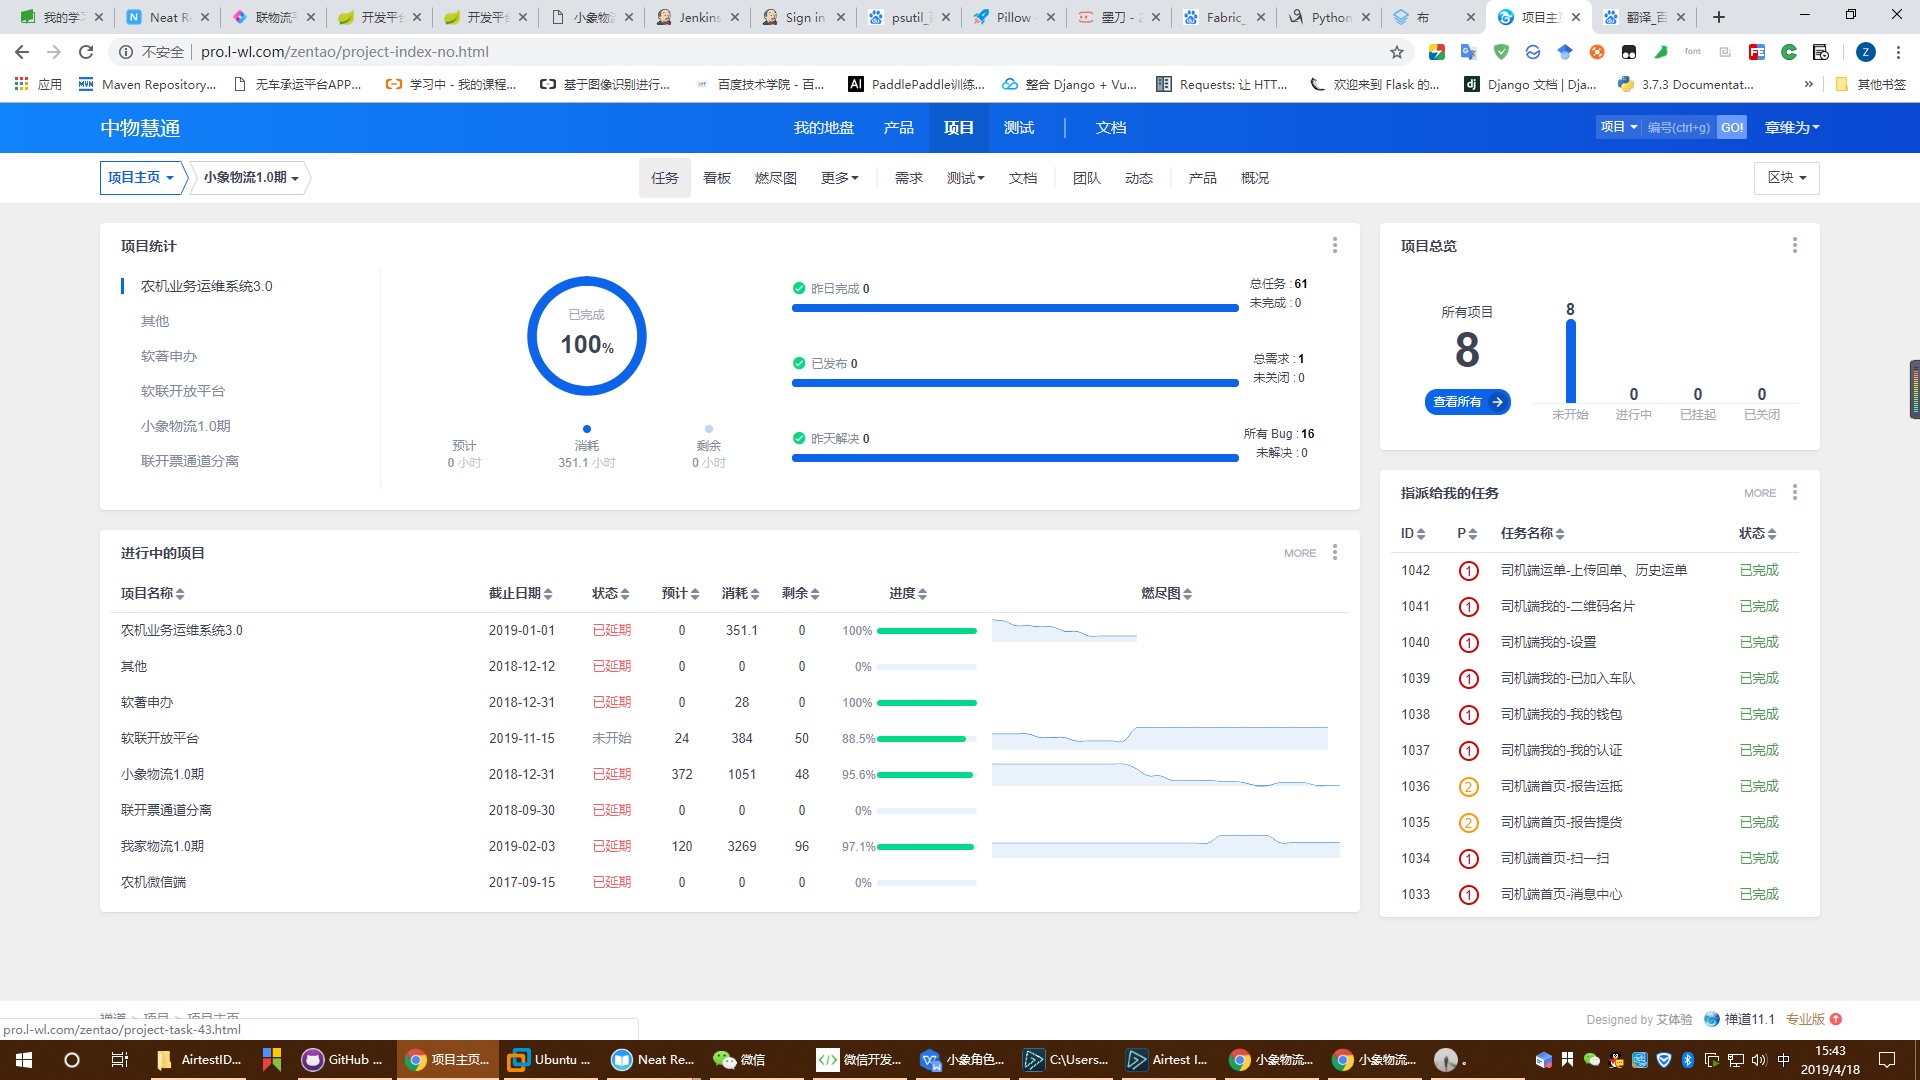 我的学习
Neat R
联物流平
开发平台
开发平台
小象物流
Jenkins
Sign in
psutil_百
Pillow
墨刀 - 2
Fabric_
Python
布
项目主页
翻译_百
不安全 | pro.l-wl.com/zentao/project-index-no.html
应用
Maven Repository...
无车承运平台APP...
学习中 - 我的课程...
基于图像识别进行...
百度技术学院 - 百...
PaddlePaddle训练...
整合 Django + Vu...
Requests: 让 HTT...
欢迎来到 Flask 的...
Django 文档 | Dja...
3.7.3 Documentat...
»
其他书签
中物慧通
我的地盘 产品 项目 测试 | 文档
项目 编号(ctrl+g) GO! 章维为
项目主页 小象物流1.0期
任务 看板 燃尽图 更多 需求 测试 文档 团队 动态 产品 概况
区块
项目统计
农机业务运维系统3.0
其他
软著申办
软联开放平台
小象物流1.0期
联开票通道分离
已完成
100%
预计 消耗 剩余
0 小时 351.1 小时 0 小时
昨日完成 0
总任务 : 61
未完成 : 0
已发布 0
总需求 : 1
未关闭 : 0
昨天解决 0
所有 Bug : 16
未解决 : 0
项目总览
所有项目
8
查看所有
8 0 0 0
未开始 进行中 已挂起 已关闭
进行中的项目 MORE
项目名称 截止日期 状态 预计 消耗 剩余 进度 燃尽图
农机业务运维系统3.0 2019-01-01 已延期 0 351.1 0 100%
其他 2018-12-12 已延期 0 0 0 0%
软著申办 2018-12-31 已延期 0 28 0 100%
软联开放平台 2019-11-15 未开始 24 384 50 88.5%
小象物流1.0期 2018-12-31 已延期 372 1051 48 95.6%
联开票通道分离 2018-09-30 已延期 0 0 0 0%
我家物流1.0期 2019-02-03 已延期 120 3269 96 97.1%
农机微信端 2017-09-15 已延期 0 0 0 0%
指派给我的任务 MORE
ID P 任务名称 状态
1042 1 司机端运单-上传回单、历史运单 已完成
1041 1 司机端我的-二维码名片 已完成
1040 1 司机端我的-设置 已完成
1039 1 司机端我的-已加入车队 已完成
1038 1 司机端我的-我的钱包 已完成
1037 1 司机端我的-我的认证 已完成
1036 2 司机端首页-报告运抵 已完成
1035 2 司机端首页-报告提货 已完成
1034 1 司机端首页-扫一扫 已完成
1033 1 司机端首页-消息中心 已完成
禅道 > 项目 > 项目主页
pro.l-wl.com/zentao/project-task-43.html
Designed by 艾体验 禅道11.1 专业版
AirtestID...
GitHub ...
项目主页...
Ubuntu ...
Neat Re...
微信
微信开发...
小象角色...
C:\Users...
Airtest I...
小象物流...
小象物流...
中
15:43
2019/4/18